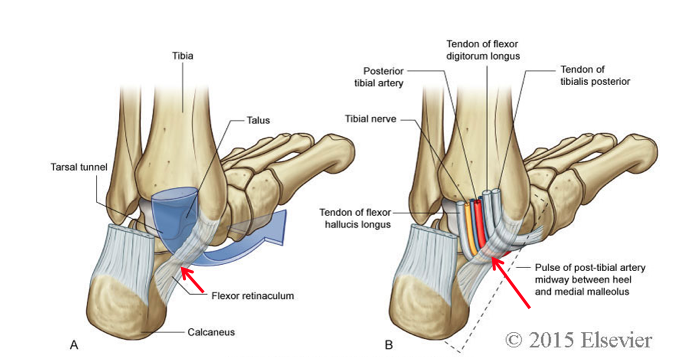 Tibia
Talus
Tarsal tunnel
Flexor retinaculum
Calcaneus
A
Tendon of flexor
digitorum longus
Posterior
tibial artery
Tendon of
tibialis posterior
Tibial nerve
Tendon of flexor
hallucis longus
Pulse of post-tibial artery
midway between heel
and medial malleolus
B
© 2015 Elsevier